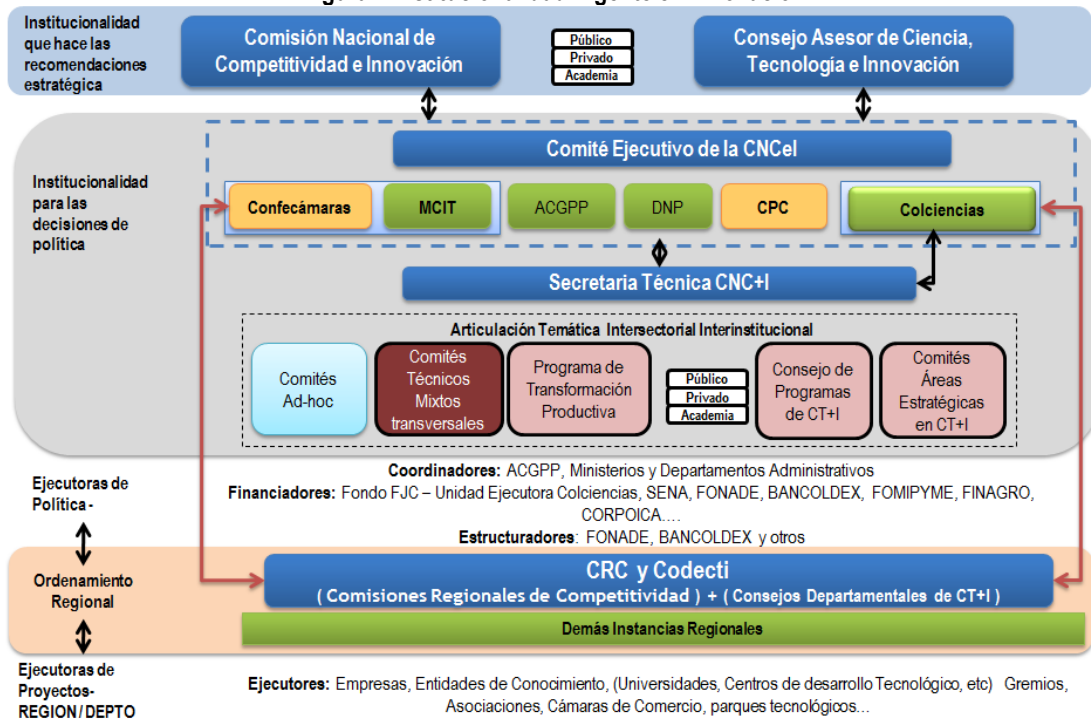 Institucionalidad
que hace las
recomendaciones
estratégica
Comisión Nacional de
Competitividad e Innovación
Público
Privado
Academia
Consejo Asesor de Ciencia,
Tecnología e Innovación
Institucionalidad
para las
decisiones de
política
Comité Ejecutivo de la CNCeI
Confecámaras
MCIT
ACGPP
DNP
CPC
Colciencias
Secretaria Técnica CNC+I
Articulación Temática Intersectorial Interinstitucional
Comités
Ad-hoc
Comités
Técnicos
Mixtos
transversales
Programa de
Transformación
Productiva
Público
Privado
Academia
Consejo de
Programas
de CT+I
Comités
Áreas
Estratégicas
en CT+I
Ejecutoras de
Política -
Coordinadores: ACGPP, Ministerios y Departamentos Administrativos
Financiadores: Fondo FJC – Unidad Ejecutora Colciencias, SENA, FONADE, BANCOLDEX, FOMIPYME, FINAGRO,
CORPOICA....
Estructuradores: FONADE, BANCOLDEX y otros
Ordenamiento
Regional
CRC y Codecti
( Comisiones Regionales de Competitividad ) + ( Consejos Departamentales de CT+I )
Demás Instancias Regionales
Ejecutoras de
Proyectos-
REGION / DEPTO
Ejecutores: Empresas, Entidades de Conocimiento, (Universidades, Centros de desarrollo Tecnológico, etc) Gremios,
Asociaciones, Cámaras de Comercio, parques tecnológicos...